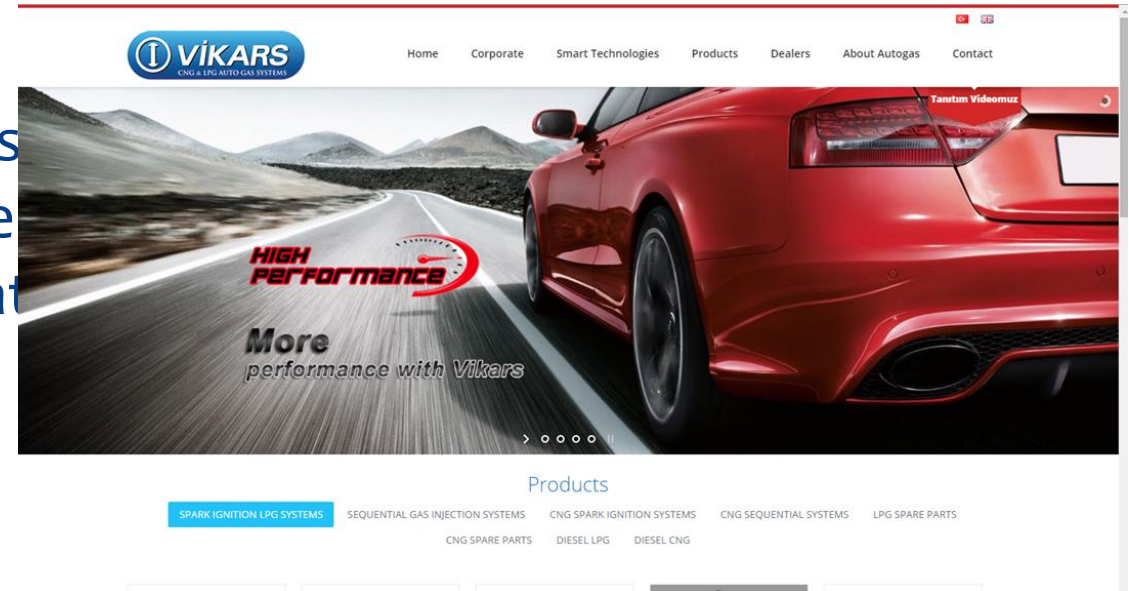 VİKARS
CNG & LPG AUTO GAS SYSTEMS
Home Corporate Smart Technologies Products Dealers About Autogas Contact
Tanıtım Videomuz
HIGH
PerFormance
More
performance with Vikars
Products
SPARK IGNITION LPG SYSTEMS SEQUENTIAL GAS INJECTION SYSTEMS CNG SPARK IGNITION SYSTEMS CNG SEQUENTIAL SYSTEMS LPG SPARE PARTS
CNG SPARE PARTS DIESEL LPG DIESEL CNG